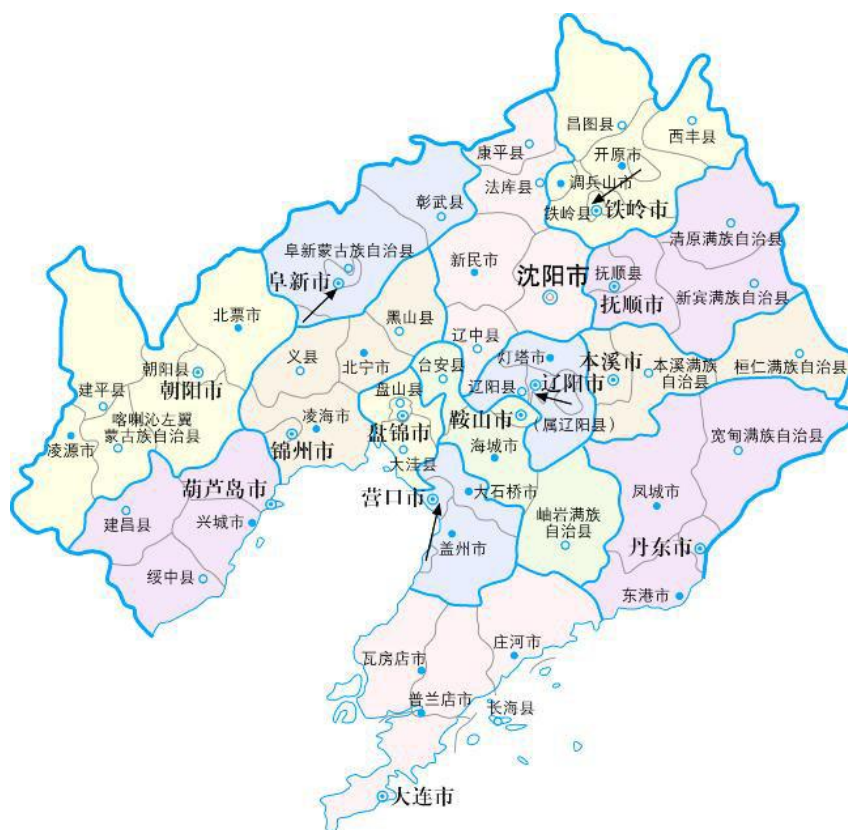 昌图县
西丰县
康平县
开原市
法库县
调兵山市
彰武县
铁岭县
铁岭市
清原满族自治县
阜新蒙古族自治县
新民市
沈阳市
抚顺县
阜新市
新宾满族自治县
抚顺市
北票市
黑山县
辽中县
义县
北宁市
台安县
灯塔市
本溪市
本溪满族
自治县
桓仁满族自治县
朝阳县
朝阳市
建平县
盘山县
辽阳县
辽阳市
喀喇沁左翼
蒙古族自治县
凌源市
锦州市
凌海市
盘锦市
鞍山市
（属辽阳县）
宽甸满族自治县
大洼县
海城市
葫芦岛市
营口市
大石桥市
岫岩满族
自治县
凤城市
建昌县
兴城市
盖州市
丹东市
绥中县
东港市
瓦房店市
庄河市
普兰店市
长海县
大连市